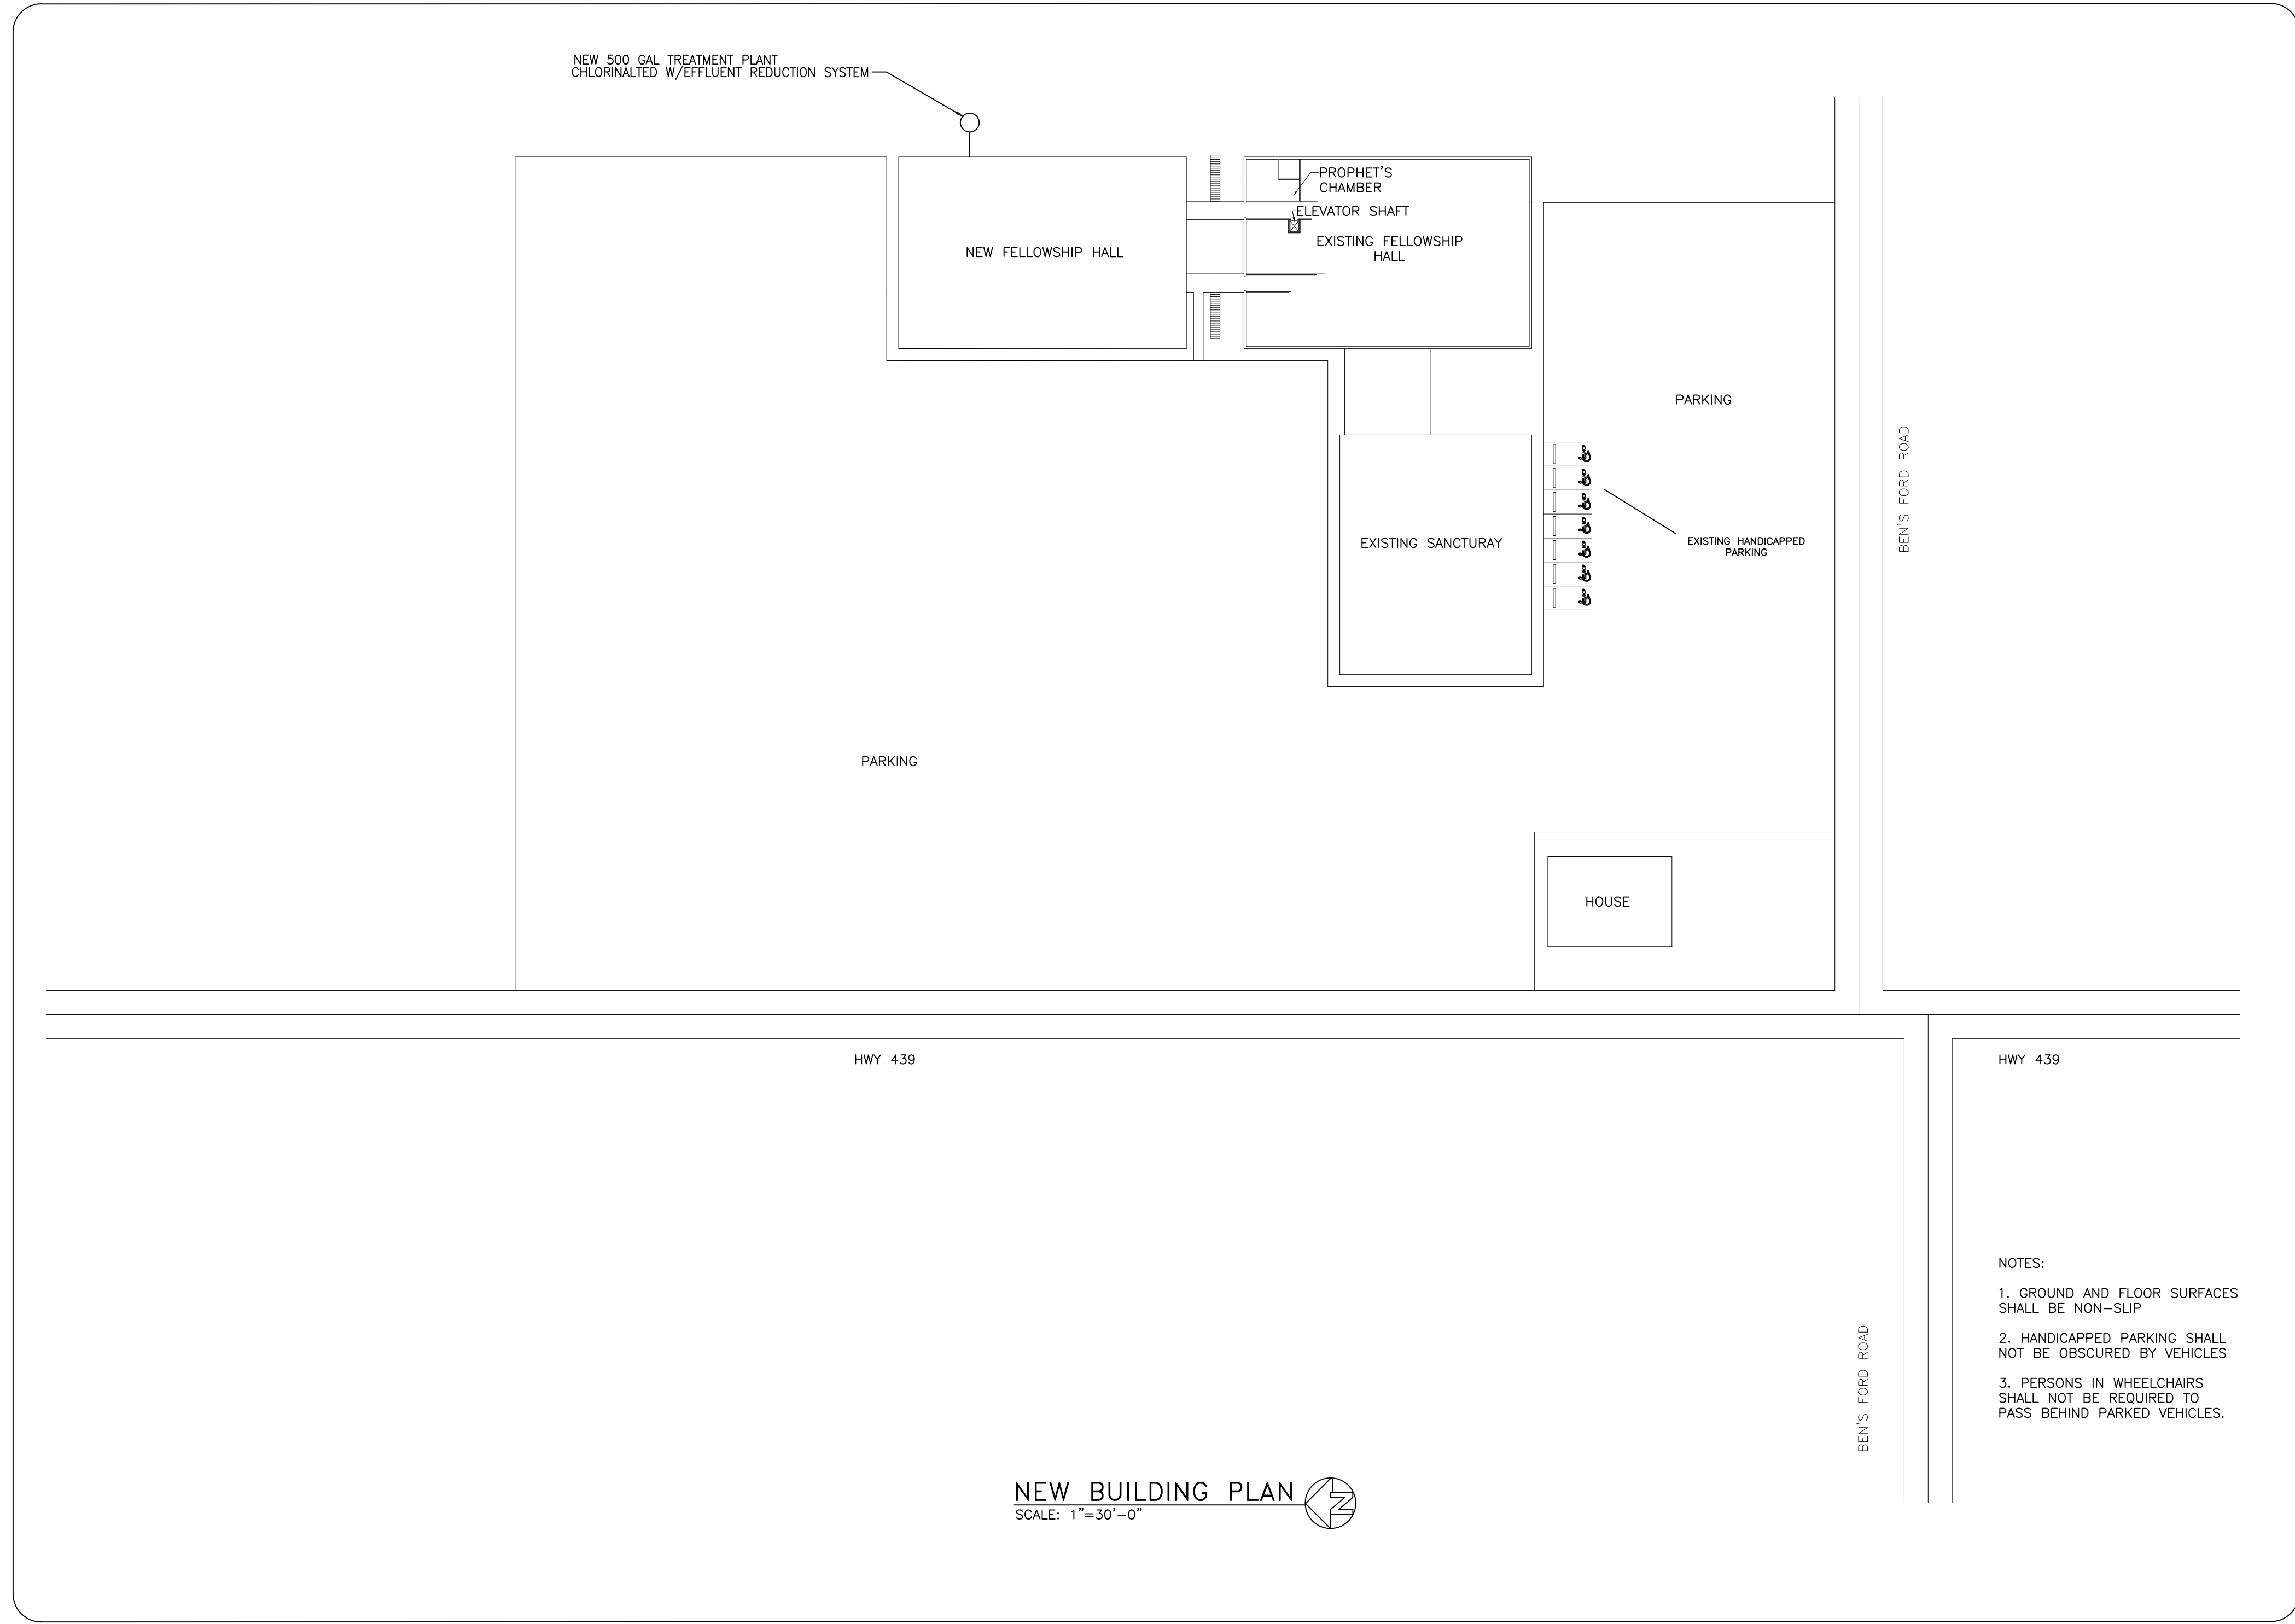 NEW 500 GAL TREATMENT PLANT
CHLORINALTED W/EFFLUENT REDUCTION SYSTEM
PROPHET'S
CHAMBER
ELEVATOR SHAFT
NEW FELLOWSHIP HALL
EXISTING FELLOWSHIP
HALL
PARKING
BEN'S FORD ROAD
EXISTING SANCTURAY
EXISTING HANDICAPPED
PARKING
PARKING
HOUSE
HWY 439
HWY 439
NOTES:
1. GROUND AND FLOOR SURFACES
SHALL BE NON-SLIP
2. HANDICAPPED PARKING SHALL
NOT BE OBSCURED BY VEHICLES
3. PERSONS IN WHEELCHAIRS
SHALL NOT BE REQUIRED TO
PASS BEHIND PARKED VEHICLES.
BEN'S FORD ROAD
NEW BUILDING PLAN
N
SCALE: 1"=30'-0"